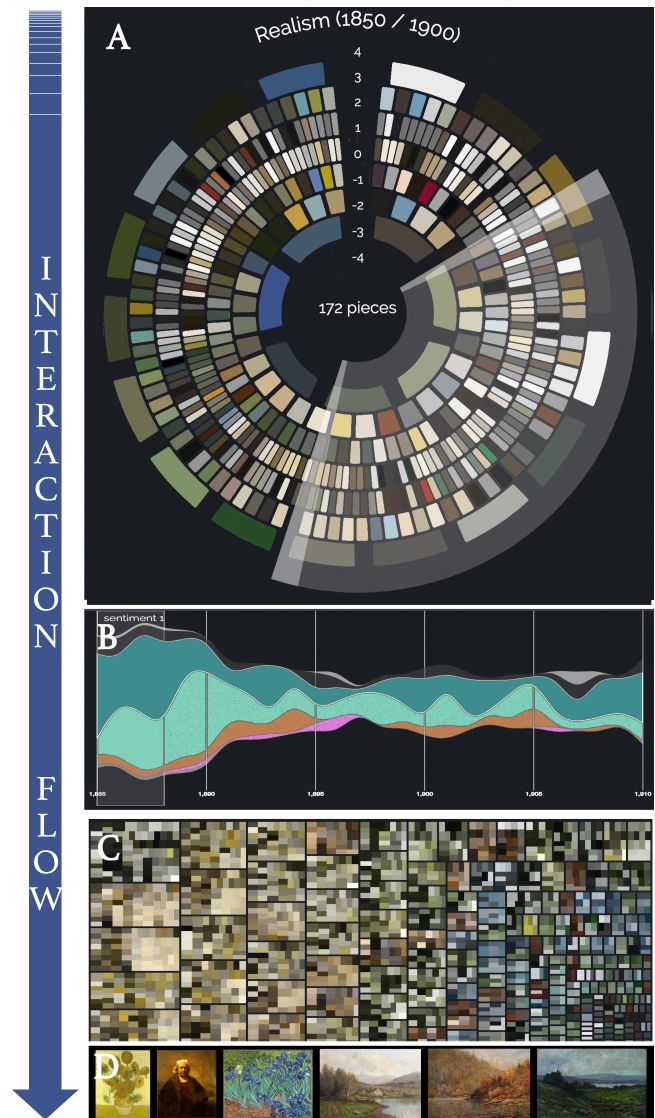 INTERACTION FLOW
A
Realism (1850 / 1900)
4
3
2
1
0
-1
-2
-3
-4
172 pieces
B
sentiment 1
1,885
1,890
1,895
1,900
1,905
1,910
C
D